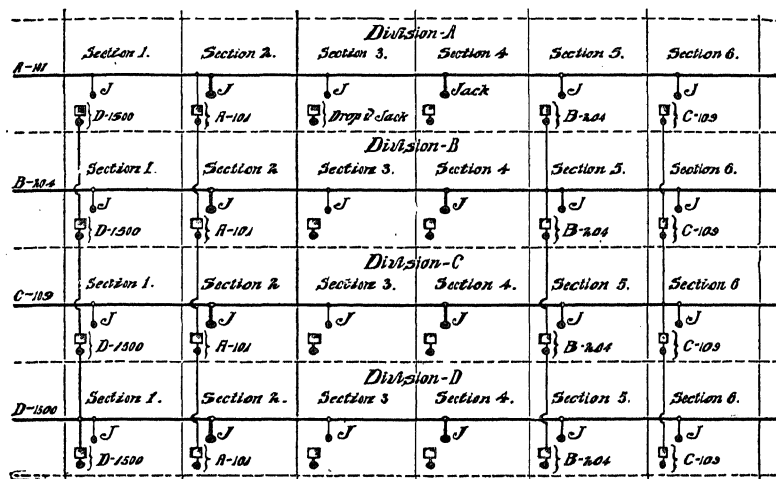 Division-A
Section 1. Section 2. Section 3. Section 4 Section 5. Section 6.
A-101
J J J Jack J J
D-1500 A-101 Drop & Jack B-204 C-109
Division-B
Section 1. Section 2 Section 3. Section 4 Section 5. Section 6.
B-204
J J J J J J
D-1500 A-101 B-204 C-109
Division-C
Section 1. Section 2 Section 3. Section 4. Section 5. Section 6
C-109
J J J J J J
D-1500 A-101 B-204 C-109
Division-D
Section 1. Section 2. Section 3 Section 4. Section 5. Section 6.
D-1500
J J J J J J
D-1500 A-101 B-204 C-109